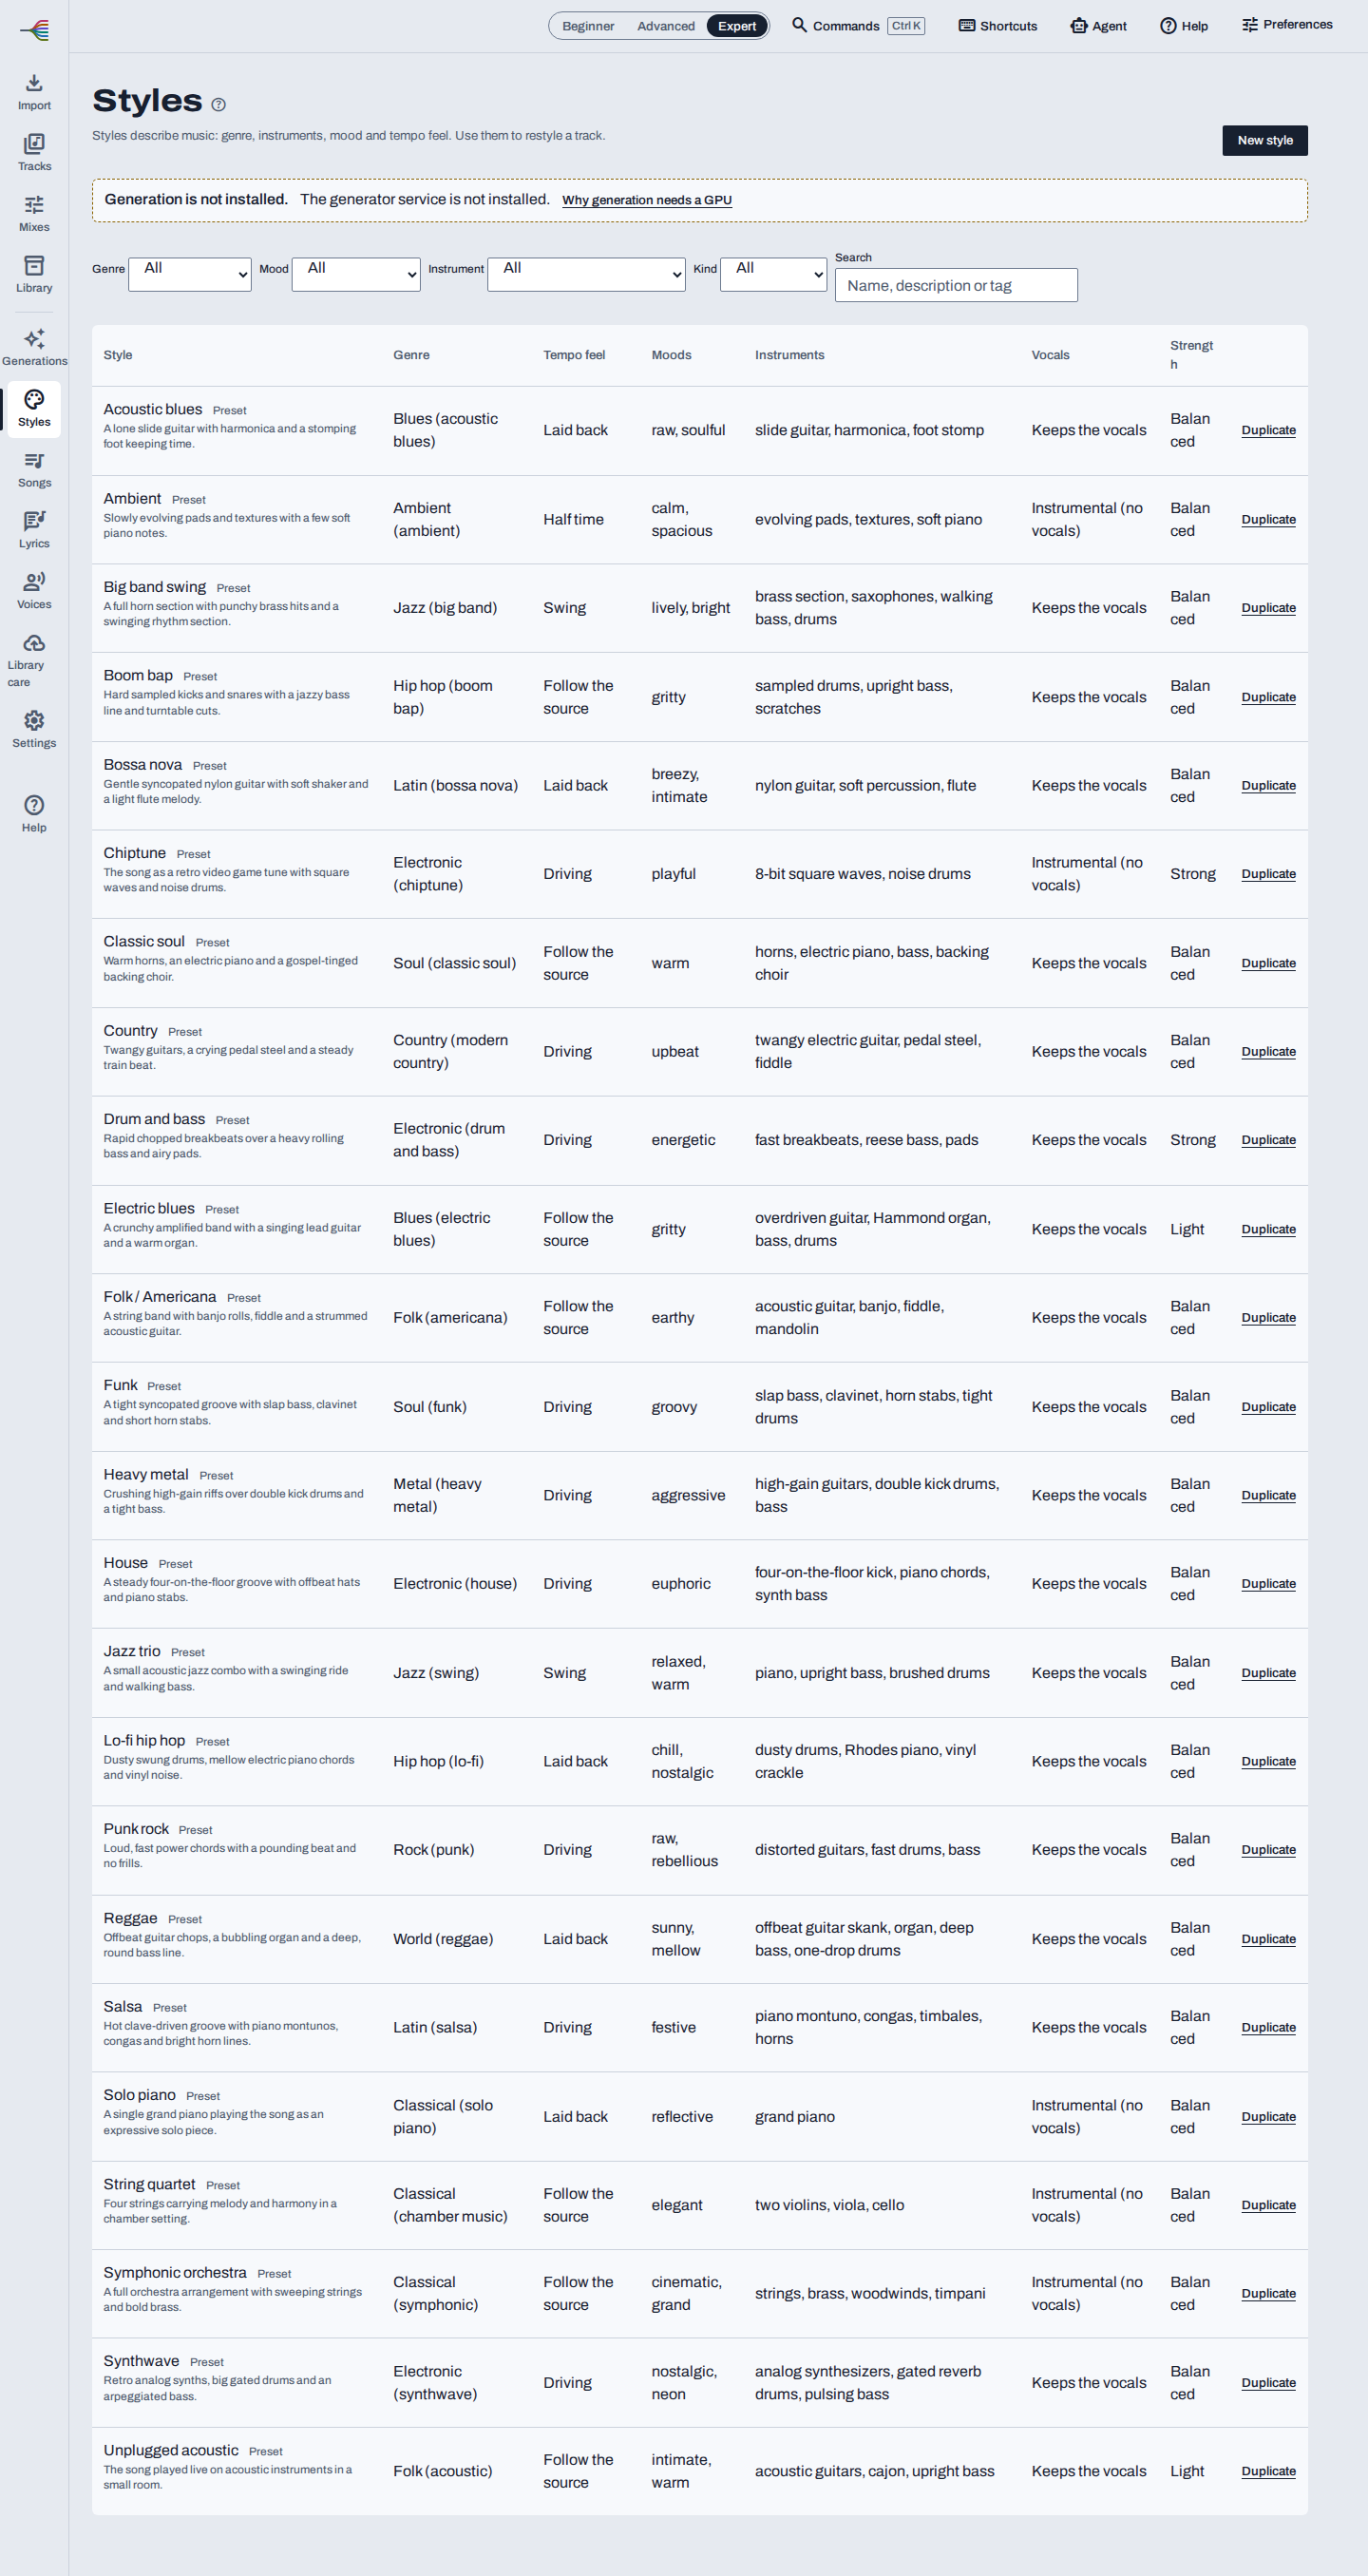 Beginner Advanced Expert Commands Ctrl K Shortcuts Agent Help Preferences
Import
Tracks
Mixes
Library
Generations
Styles
Songs
Lyrics
Voices
Library
care
Settings
Help
Styles
Styles describe music: genre, instruments, mood and tempo feel. Use them to restyle a track.
New style
Generation is not installed. The generator service is not installed. Why generation needs a GPU
Genre All Mood All Instrument All Kind All
Search
Name, description or tag
Style Genre Tempo feel Moods Instruments Vocals Strengt
h
Acoustic blues Preset
A lone slide guitar with harmonica and a stomping
foot keeping time.
Blues (acoustic
blues)
Laid back
raw, soulful
slide guitar, harmonica, foot stomp
Keeps the vocals
Balan
ced
Duplicate
Ambient Preset
Slowly evolving pads and textures with a few soft
piano notes.
Ambient
(ambient)
Half time
calm,
spacious
evolving pads, textures, soft piano
Instrumental (no
vocals)
Balan
ced
Duplicate
Big band swing Preset
A full horn section with punchy brass hits and a
swinging rhythm section.
Jazz (big band)
Swing
lively, bright
brass section, saxophones, walking
bass, drums
Keeps the vocals
Balan
ced
Duplicate
Boom bap Preset
Hard sampled kicks and snares with a jazzy bass
line and turntable cuts.
Hip hop (boom
bap)
Follow the
source
gritty
sampled drums, upright bass,
scratches
Keeps the vocals
Balan
ced
Duplicate
Bossa nova Preset
Gentle syncopated nylon guitar with soft shaker and
a light flute melody.
Latin (bossa nova)
Laid back
breezy,
intimate
nylon guitar, soft percussion, flute
Keeps the vocals
Balan
ced
Duplicate
Chiptune Preset
The song as a retro video game tune with square
waves and noise drums.
Electronic
(chiptune)
Driving
playful
8-bit square waves, noise drums
Instrumental (no
vocals)
Strong
Duplicate
Classic soul Preset
Warm horns, an electric piano and a gospel-tinged
backing choir.
Soul (classic soul)
Follow the
source
warm
horns, electric piano, bass, backing
choir
Keeps the vocals
Balan
ced
Duplicate
Country Preset
Twangy guitars, a crying pedal steel and a steady
train beat.
Country (modern
country)
Driving
upbeat
twangy electric guitar, pedal steel,
fiddle
Keeps the vocals
Balan
ced
Duplicate
Drum and bass Preset
Rapid chopped breakbeats over a heavy rolling
bass and airy pads.
Electronic (drum
and bass)
Driving
energetic
fast breakbeats, reese bass, pads
Keeps the vocals
Strong
Duplicate
Electric blues Preset
A crunchy amplified band with a singing lead guitar
and a warm organ.
Blues (electric
blues)
Follow the
source
gritty
overdriven guitar, Hammond organ,
bass, drums
Keeps the vocals
Light
Duplicate
Folk / Americana Preset
A string band with banjo rolls, fiddle and a strummed
acoustic guitar.
Folk (americana)
Follow the
source
earthy
acoustic guitar, banjo, fiddle,
mandolin
Keeps the vocals
Balan
ced
Duplicate
Funk Preset
A tight syncopated groove with slap bass, clavinet
and short horn stabs.
Soul (funk)
Driving
groovy
slap bass, clavinet, horn stabs, tight
drums
Keeps the vocals
Balan
ced
Duplicate
Heavy metal Preset
Crushing high-gain riffs over double kick drums and
a tight bass.
Metal (heavy
metal)
Driving
aggressive
high-gain guitars, double kick drums,
bass
Keeps the vocals
Balan
ced
Duplicate
House Preset
A steady four-on-the-floor groove with offbeat hats
and piano stabs.
Electronic (house)
Driving
euphoric
four-on-the-floor kick, piano chords,
synth bass
Keeps the vocals
Balan
ced
Duplicate
Jazz trio Preset
A small acoustic jazz combo with a swinging ride
and walking bass.
Jazz (swing)
Swing
relaxed,
warm
piano, upright bass, brushed drums
Keeps the vocals
Balan
ced
Duplicate
Lo-fi hip hop Preset
Dusty swung drums, mellow electric piano chords
and vinyl noise.
Hip hop (lo-fi)
Laid back
chill,
nostalgic
dusty drums, Rhodes piano, vinyl
crackle
Keeps the vocals
Balan
ced
Duplicate
Punk rock Preset
Loud, fast power chords with a pounding beat and
no frills.
Rock (punk)
Driving
raw,
rebellious
distorted guitars, fast drums, bass
Keeps the vocals
Balan
ced
Duplicate
Reggae Preset
Offbeat guitar chops, a bubbling organ and a deep,
round bass line.
World (reggae)
Laid back
sunny,
mellow
offbeat guitar skank, organ, deep
bass, one-drop drums
Keeps the vocals
Balan
ced
Duplicate
Salsa Preset
Hot clave-driven groove with piano montunos,
congas and bright horn lines.
Latin (salsa)
Driving
festive
piano montuno, congas, timbales,
horns
Keeps the vocals
Balan
ced
Duplicate
Solo piano Preset
A single grand piano playing the song as an
expressive solo piece.
Classical (solo
piano)
Laid back
reflective
grand piano
Instrumental (no
vocals)
Balan
ced
Duplicate
String quartet Preset
Four strings carrying melody and harmony in a
chamber setting.
Classical
(chamber music)
Follow the
source
elegant
two violins, viola, cello
Instrumental (no
vocals)
Balan
ced
Duplicate
Symphonic orchestra Preset
A full orchestra arrangement with sweeping strings
and bold brass.
Classical
(symphonic)
Follow the
source
cinematic,
grand
strings, brass, woodwinds, timpani
Instrumental (no
vocals)
Balan
ced
Duplicate
Synthwave Preset
Retro analog synths, big gated drums and an
arpeggiated bass.
Electronic
(synthwave)
Driving
nostalgic,
neon
analog synthesizers, gated reverb
drums, pulsing bass
Keeps the vocals
Balan
ced
Duplicate
Unplugged acoustic Preset
The song played live on acoustic instruments in a
small room.
Folk (acoustic)
Follow the
source
intimate,
warm
acoustic guitars, cajon, upright bass
Keeps the vocals
Light
Duplicate